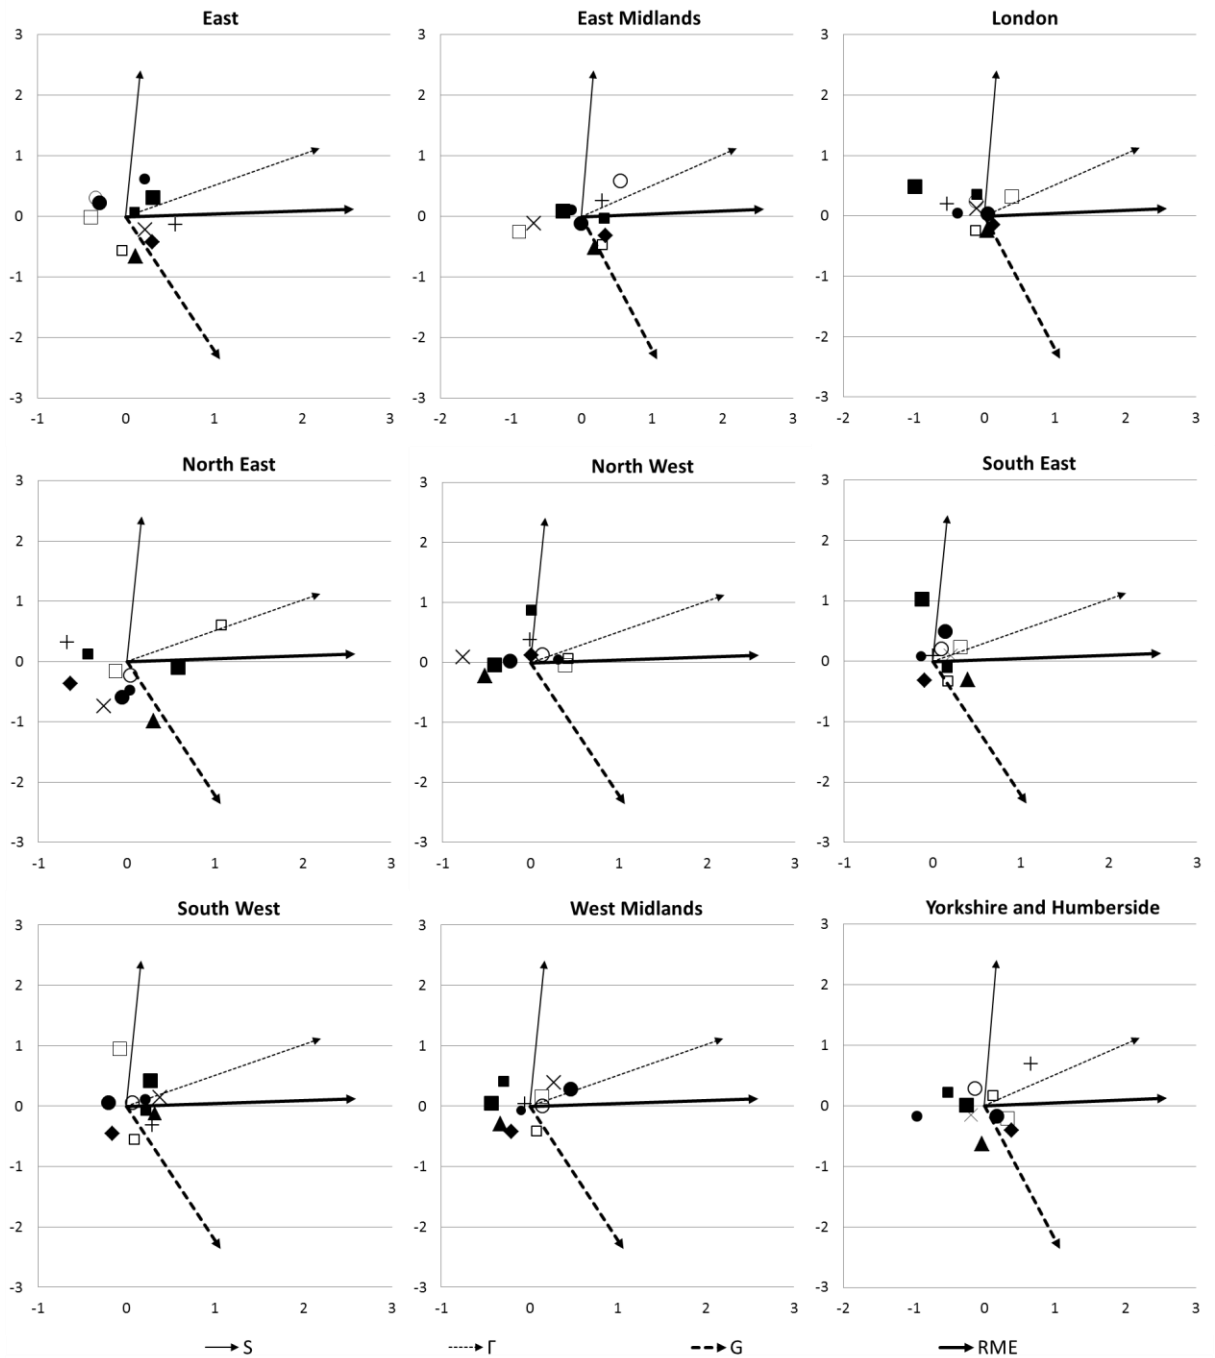 East East Midlands London
3 3 3
2 2 2
1 1 1
0 0 0
-1 -1 -1
-2 -2 -2
-3 -3 -3
-1 0 1 2 3 -2 -1 0 1 2 3 -2 -1 0 1 2 3
North East North West South East
3 3 3
2 2 2
1 1 1
0 0 0
-1 -1 -1
-2 -2 -2
-3 -3 -3
-1 0 1 2 3 -1 0 1 2 3 -1 0 1 2 3
South West West Midlands Yorkshire and Humberside
3 3 3
2 2 2
1 1 1
0 0 0
-1 -1 -1
-2 -2 -2
-3 -3 -3
-1 0 1 2 3 -1 0 1 2 3 -2 -1 0 1 2 3
S Γ G RME